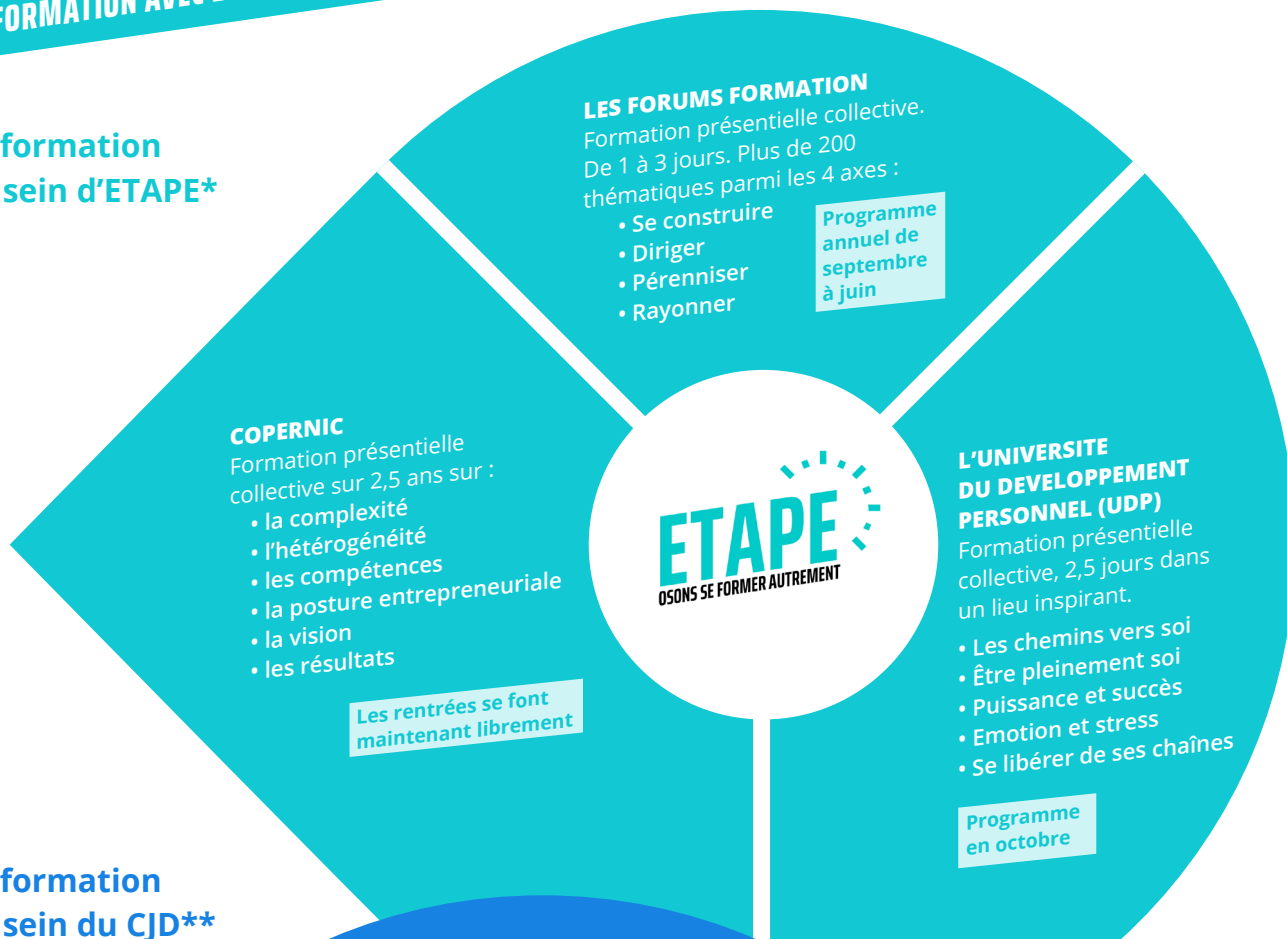 FORMATION AVEC
formation
sein d'ETAPE*
LES FORUMS FORMATION
Formation présentielle collective.
De 1 à 3 jours. Plus de 200
thématiques parmi les 4 axes :
• Se construire
• Diriger
• Pérenniser
• Rayonner
Programme
annuel de
septembre
à juin
COPERNIC
Formation présentielle
collective sur 2,5 ans sur :
• la complexité
• l'hétérogénéité
• les compétences
• la posture entrepreneuriale
• la vision
• les résultats
Les rentrées se font
maintenant librement
ETAPE
OSONS SE FORMER AUTREMENT
L'UNIVERSITE
DU DEVELOPPEMENT
PERSONNEL (UDP)
Formation présentielle
collective, 2,5 jours dans
un lieu inspirant.
• Les chemins vers soi
• Être pleinement soi
• Puissance et succès
• Emotion et stress
• Se libérer de ses chaînes
Programme
en octobre
formation
sein du CJD**